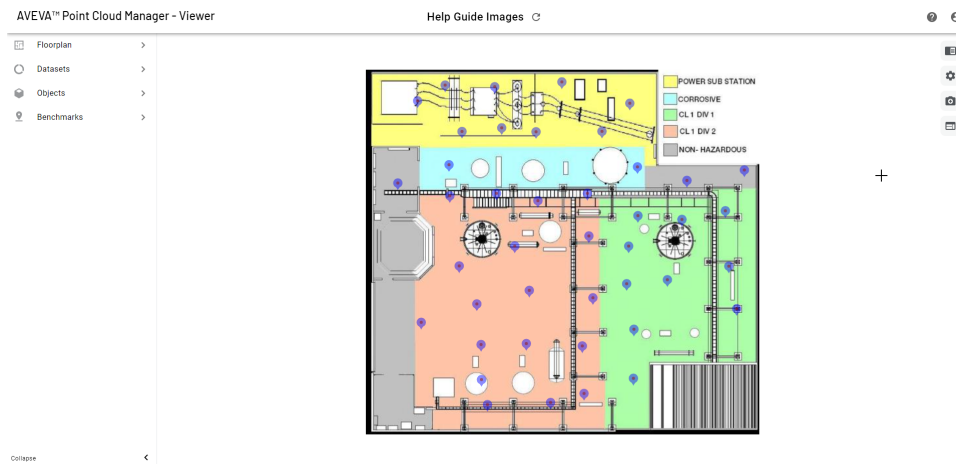 AVEVA™ Point Cloud Manager - Viewer
Help Guide Images
Floorplan
Datasets
Objects
Benchmarks
POWER SUB STATION
CORROSIVE
CL 1 DIV 1
CL 1 DIV 2
NON- HAZARDOUS
Collapse